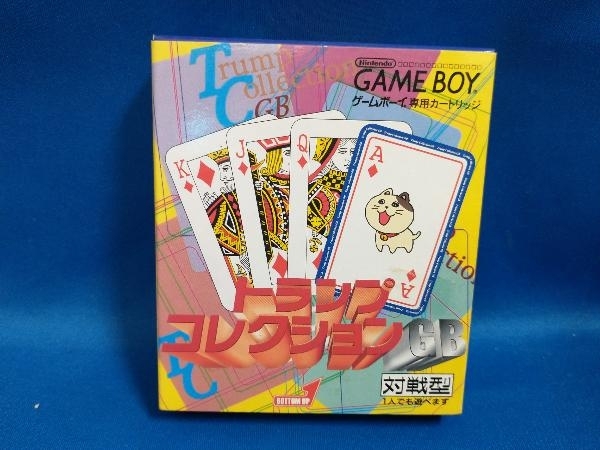 Trump
Collection
GB
Nintendo
GAME BOY
ゲームボーイ専用カートリッジ
K
J
Q
A
A
トランプ
コレクションGB
対戦型
1人でも遊べます
BOTTOM UP